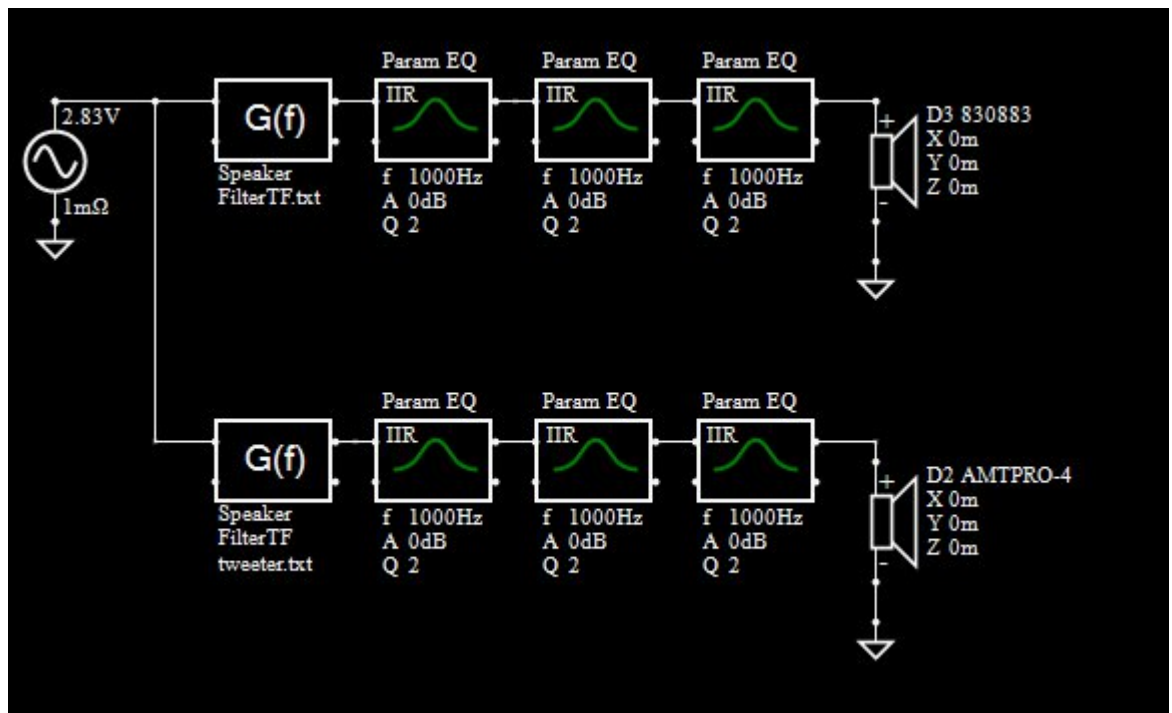 Param EQ
Param EQ
Param EQ
2.83V
1mΩ
G(f)
Speaker
FilterTF.txt
IIR
f 1000Hz
A 0dB
Q 2
IIR
f 1000Hz
A 0dB
Q 2
IIR
f 1000Hz
A 0dB
Q 2
+
-
D3 830883
X 0m
Y 0m
Z 0m
Param EQ
Param EQ
Param EQ
G(f)
Speaker
FilterTF
tweeter.txt
IIR
f 1000Hz
A 0dB
Q 2
IIR
f 1000Hz
A 0dB
Q 2
IIR
f 1000Hz
A 0dB
Q 2
+
-
D2 AMTPRO-4
X 0m
Y 0m
Z 0m